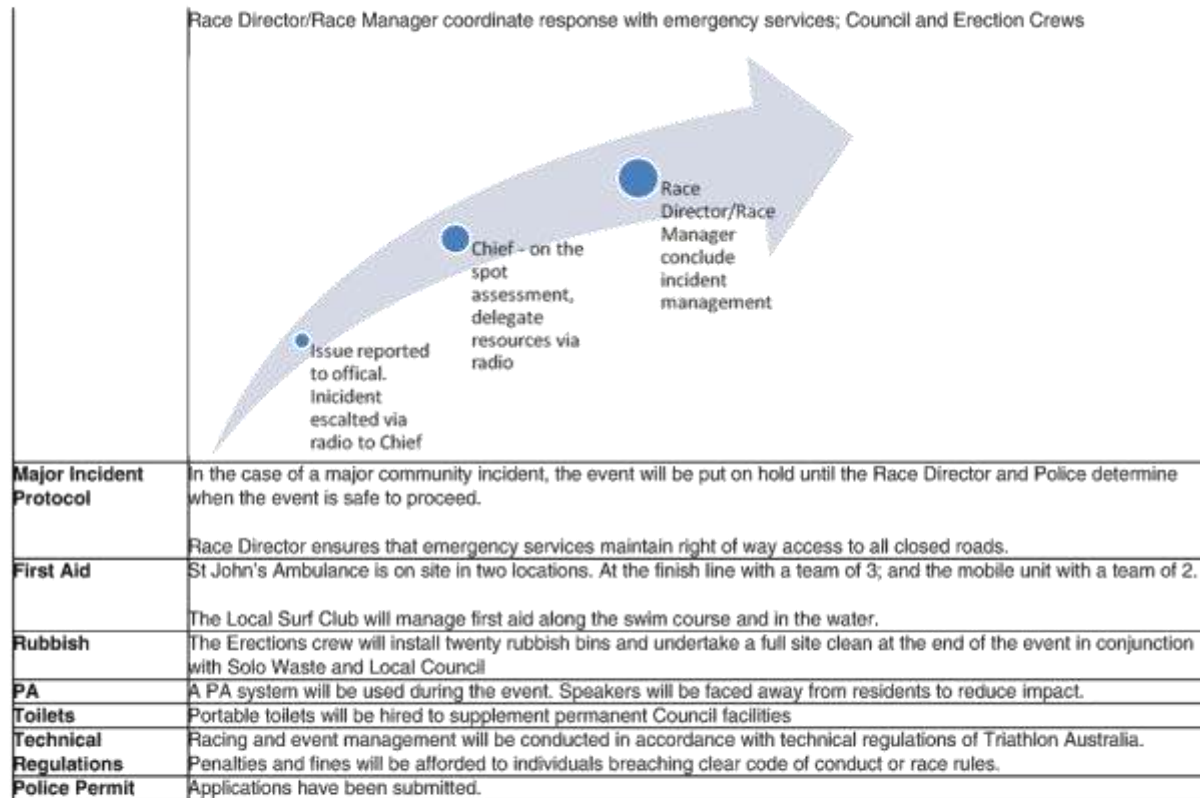 Race Director/Race Manager coordinate response with emergency services; Council and Erection Crews
Issue reported
to offical.
Inicident
escalted via
radio to Chief
Chief - on the
spot
assessment,
delegate
resources via
radio
Race
Director/Race
Manager
conclude
incident
management
Major Incident
Protocol
In the case of a major community incident, the event will be put on hold until the Race Director and Police determine
when the event is safe to proceed.
Race Director ensures that emergency services maintain right of way access to all closed roads.
First Aid
St John's Ambulance is on site in two locations. At the finish line with a team of 3; and the mobile unit with a team of 2.
The Local Surf Club will manage first aid along the swim course and in the water.
Rubbish
The Erections crew will install twenty rubbish bins and undertake a full site clean at the end of the event in conjunction
with Solo Waste and Local Council
PA
A PA system will be used during the event. Speakers will be faced away from residents to reduce impact.
Toilets
Portable toilets will be hired to supplement permanent Council facilities
Technical
Regulations
Racing and event management will be conducted in accordance with technical regulations of Triathlon Australia.
Penalties and fines will be afforded to individuals breaching clear code of conduct or race rules.
Police Permit
Applications have been submitted.